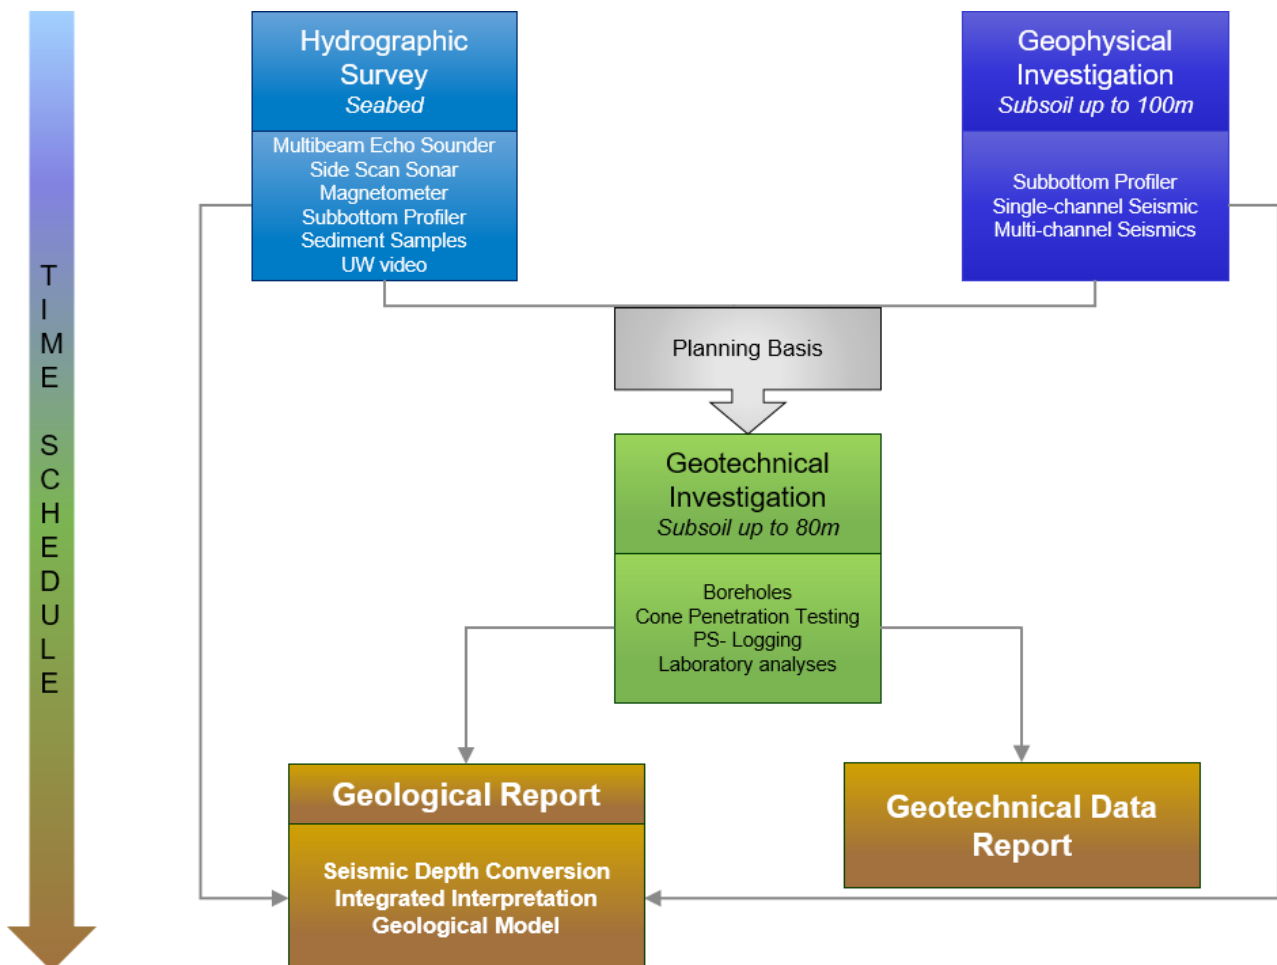 TIME SCHEDULE
Hydrographic
Survey
Seabed
Multibeam Echo Sounder
Side Scan Sonar
Magnetometer
Subbottom Profiler
Sediment Samples
UW video
Geophysical
Investigation
Subsoil up to 100m
Subbottom Profiler
Single-channel Seismic
Multi-channel Seismics
Planning Basis
Geotechnical
Investigation
Subsoil up to 80m
Boreholes
Cone Penetration Testing
PS- Logging
Laboratory analyses
Geological Report
Seismic Depth Conversion
Integrated Interpretation
Geological Model
Geotechnical Data
Report